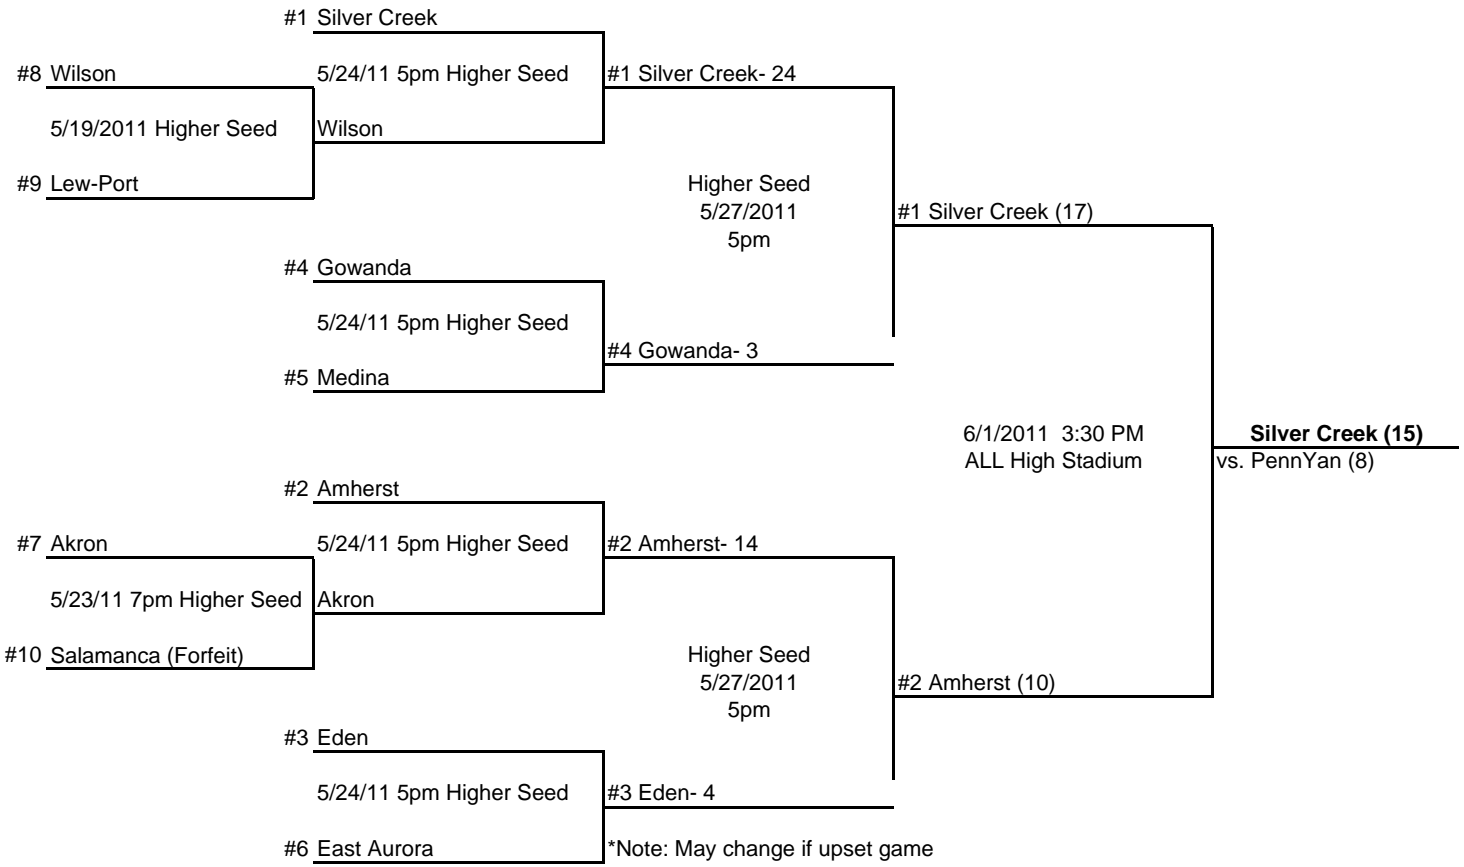 #1 Silver Creek
#8 Wilson
5/24/11 5pm Higher Seed
#1 Silver Creek- 24
5/19/2011 Higher Seed
Wilson
#9 Lew-Port
Higher Seed
5/27/2011
5pm
#1 Silver Creek (17)
#4 Gowanda
5/24/11 5pm Higher Seed
#4 Gowanda- 3
#5 Medina
6/1/2011 3:30 PM
ALL High Stadium
Silver Creek (15)
vs. PennYan (8)
#2 Amherst
#7 Akron
5/24/11 5pm Higher Seed
#2 Amherst- 14
5/23/11 7pm Higher Seed
Akron
#10 Salamanca (Forfeit)
Higher Seed
5/27/2011
5pm
#2 Amherst (10)
#3 Eden
5/24/11 5pm Higher Seed
#3 Eden- 4
#6 East Aurora
*Note: May change if upset game